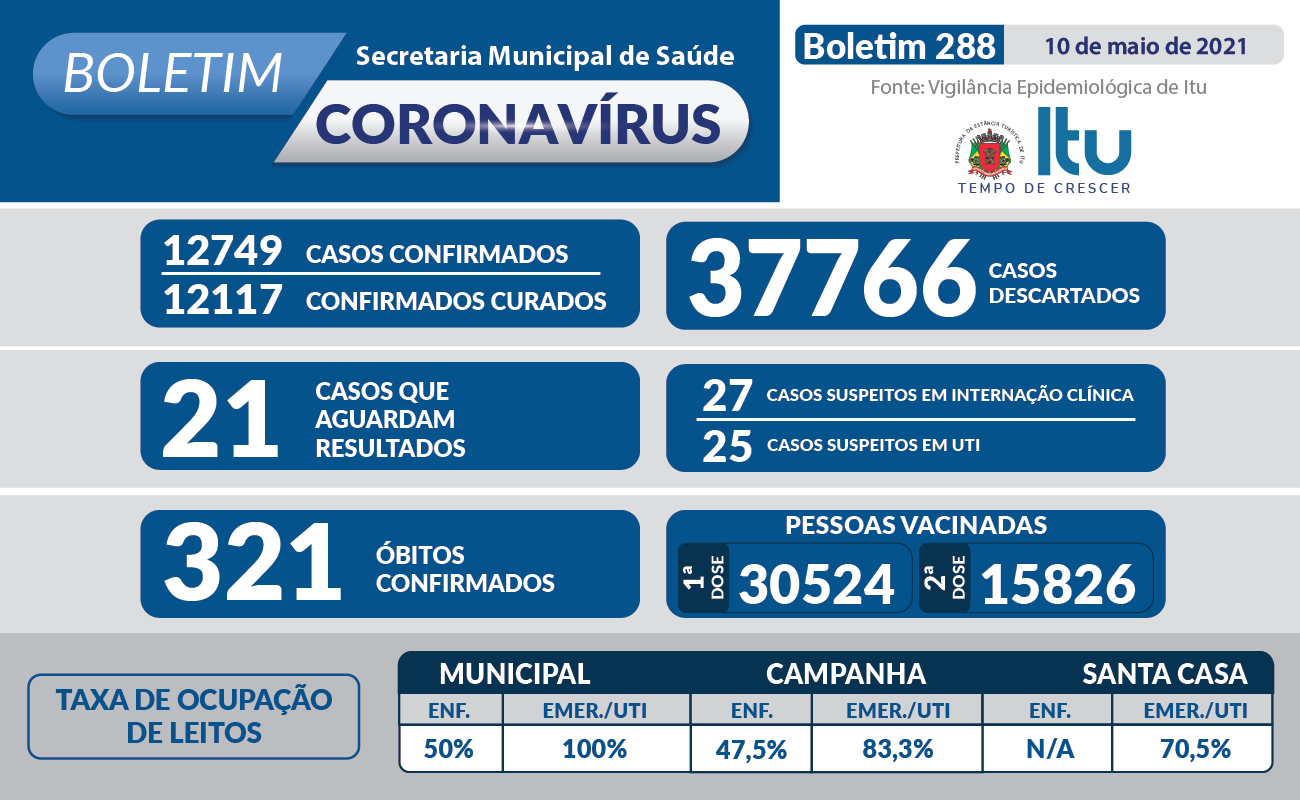 BOLETIM
Secretaria Municipal de Saúde
CORONAVÍRUS
Boletim 288
10 de maio de 2021
Fonte: Vigilância Epidemiológica de Itu
PREFEITURA DA ESTÂNCIA TURÍSTICA DE ITU
Itu
TEMPO DE CRESCER
12749 CASOS CONFIRMADOS
12117 CONFIRMADOS CURADOS
37766 CASOS
DESCARTADOS
21 CASOS QUE
AGUARDAM
RESULTADOS
27 CASOS SUSPEITOS EM INTERNAÇÃO CLÍNICA
25 CASOS SUSPEITOS EM UTI
321 ÓBITOS
CONFIRMADOS
PESSOAS VACINADAS
1ª DOSE 30524 2ª DOSE 15826
TAXA DE OCUPAÇÃO
DE LEITOS
MUNICIPAL CAMPANHA SANTA CASA
ENF. EMER./UTI ENF. EMER./UTI ENF. EMER./UTI
50% 100% 47,5% 83,3% N/A 70,5%